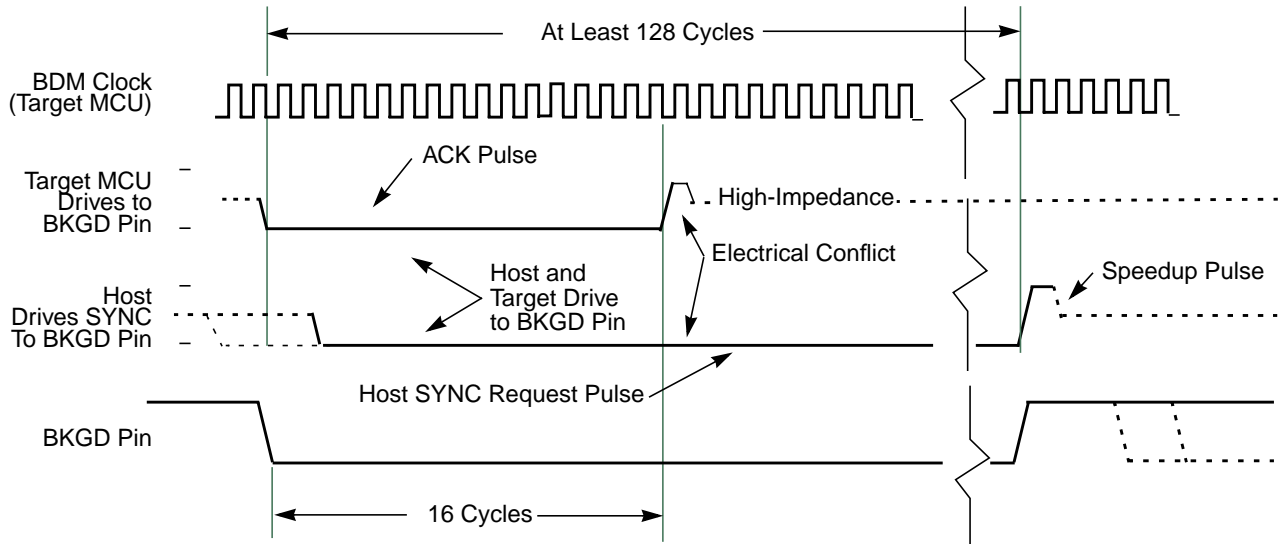 At Least 128 Cycles
BDM Clock
(Target MCU)
ACK Pulse
Target MCU
Drives to
BKGD Pin
High-Impedance
Electrical Conflict
Host and
Target Drive
to BKGD Pin
Speedup Pulse
Host
Drives SYNC
To BKGD Pin
Host SYNC Request Pulse
BKGD Pin
16 Cycles